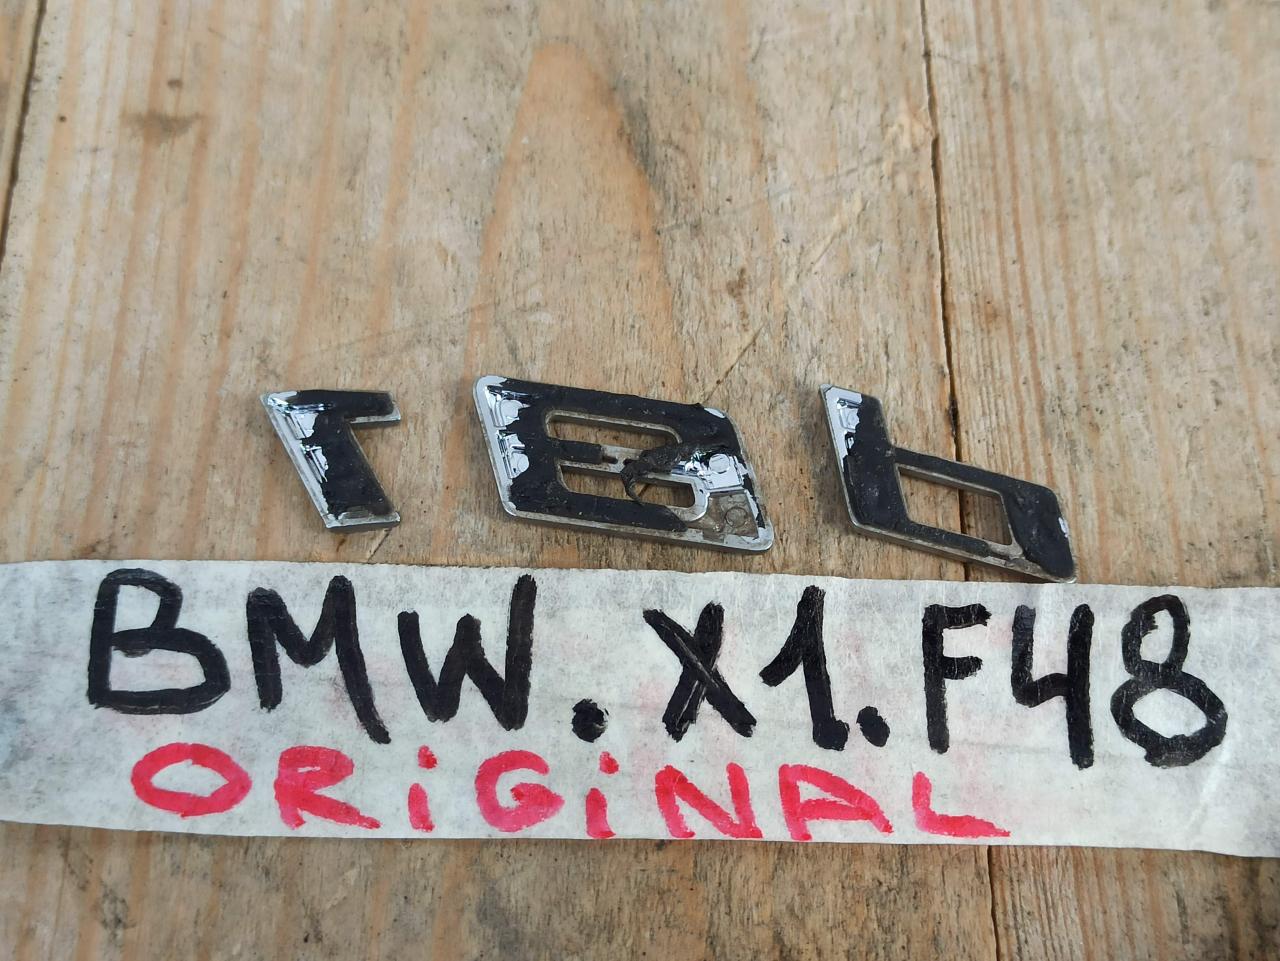 18d
BMW. X1.F48
ORiGiNAL